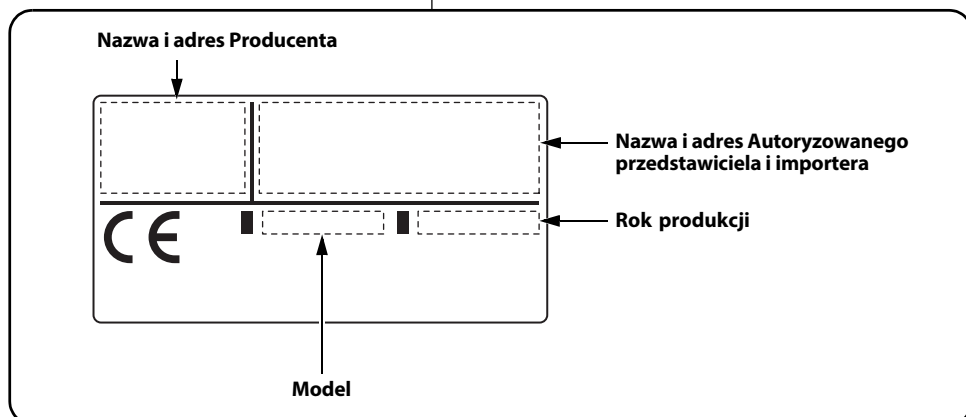 Nazwa i adres Producenta
Nazwa i adres Autoryzowanego
przedstawiciela i importera
CE
Rok produkcji
Model